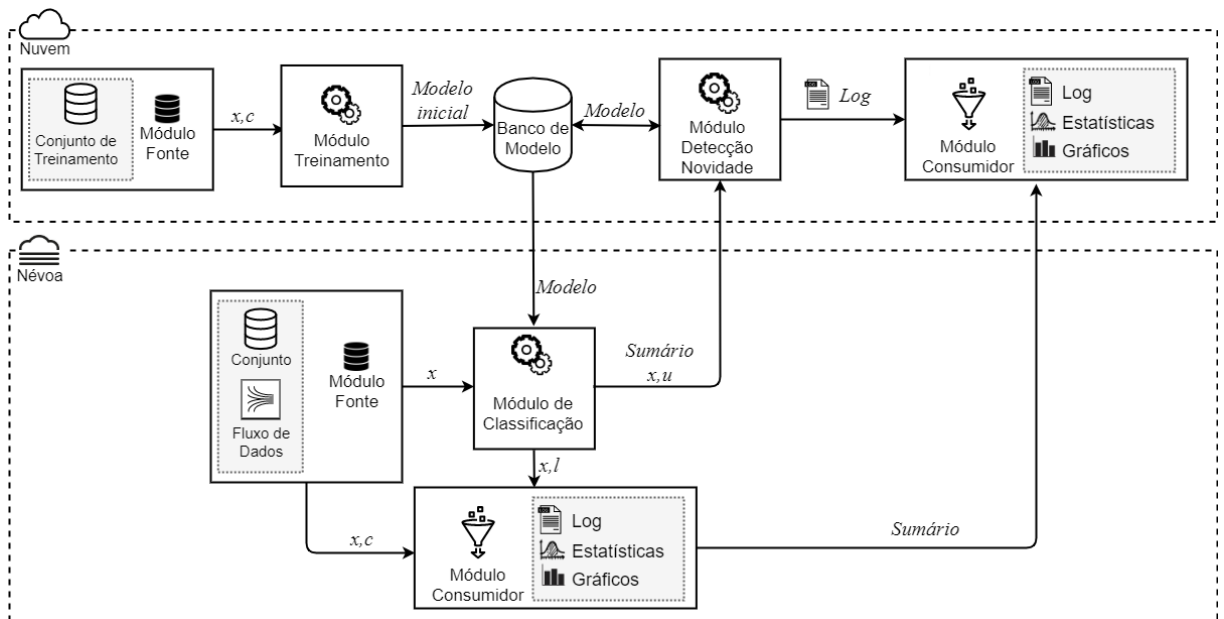 Nuvem
Conjunto de
Treinamento
Módulo
Fonte
x,c
Módulo
Treinamento
Modelo
inicial
Banco de
Modelo
Modelo
Módulo
Detecção
Novidade
Log
Módulo
Consumidor
Log
Estatísticas
Gráficos
Névoa
Modelo
Conjunto
Fluxo de
Dados
Módulo
Fonte
x
Módulo de
Classificação
Sumário
x,u
x,l
x,c
Módulo
Consumidor
Log
Estatísticas
Gráficos
Sumário